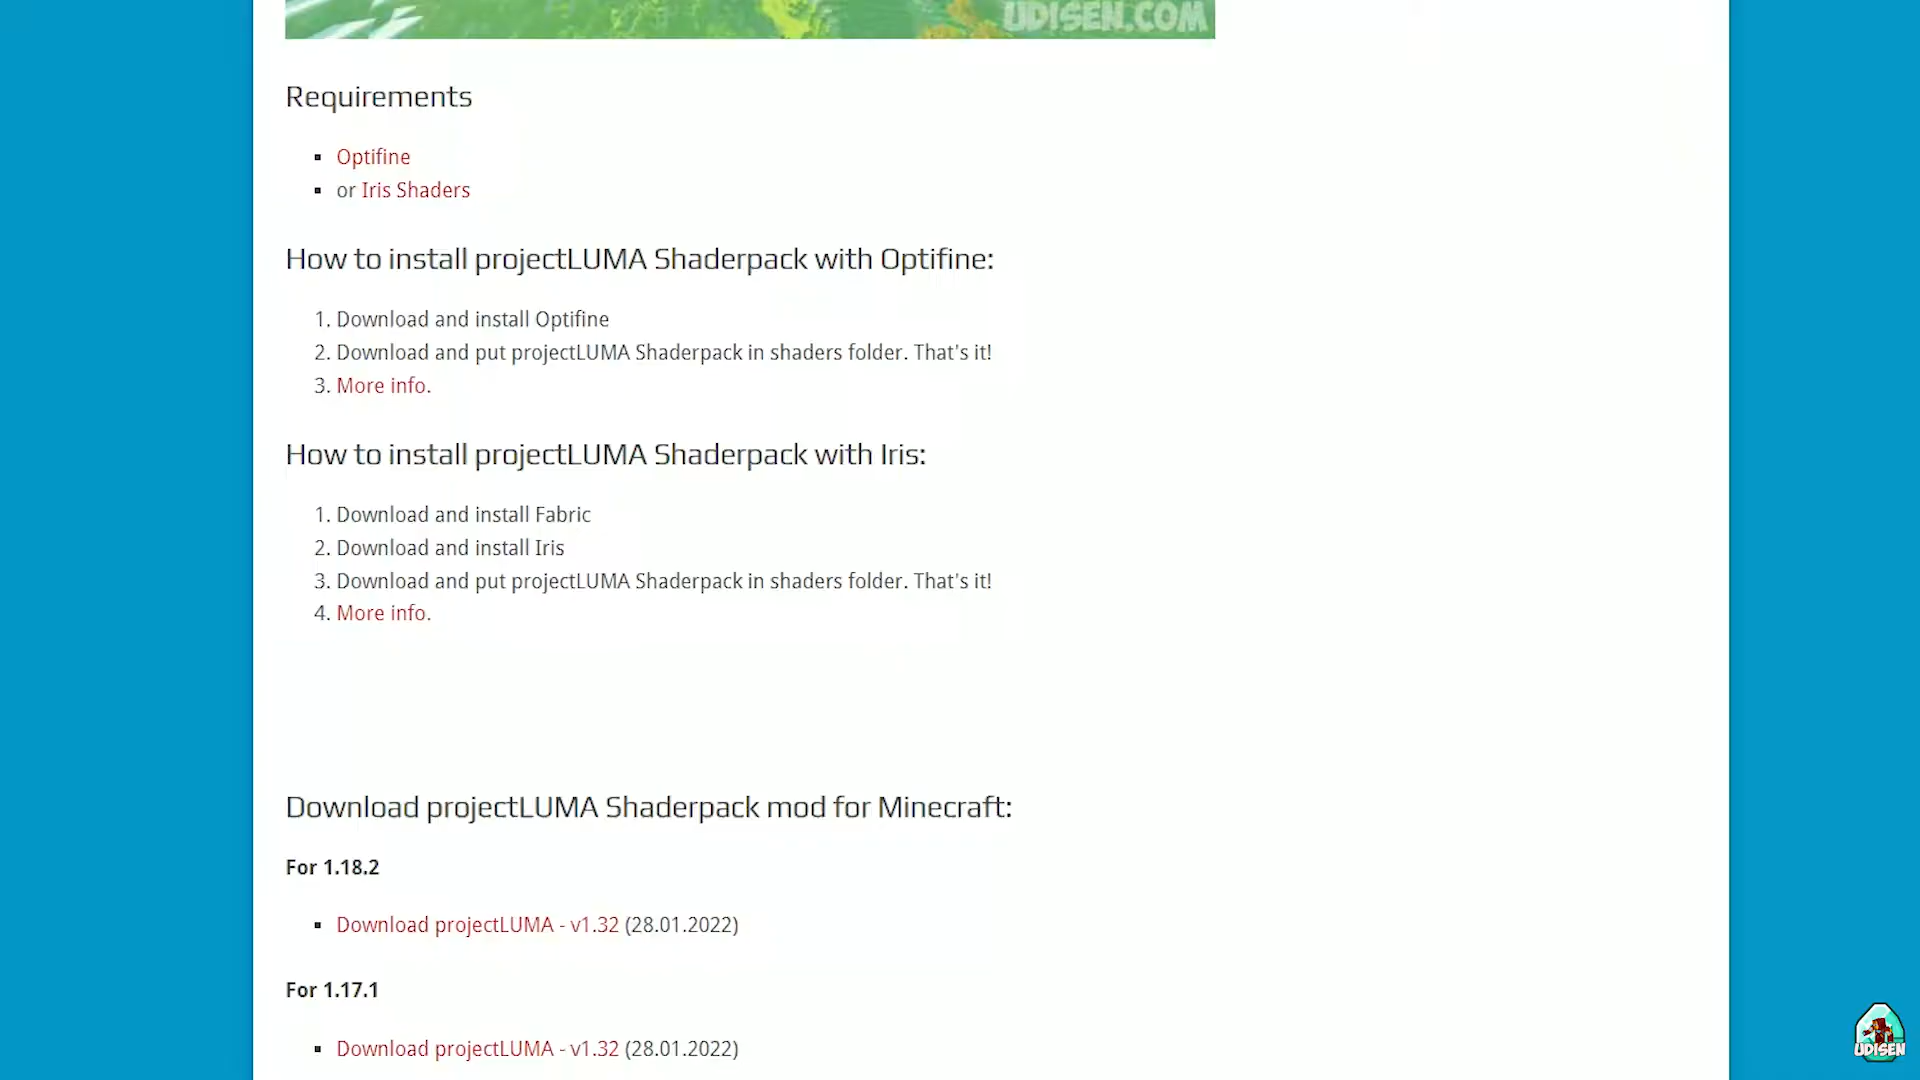 UDISEN.COM
Requirements
Optifine
or Iris Shaders
How to install projectLUMA Shaderpack with Optifine:
1. Download and install Optifine
2. Download and put projectLUMA Shaderpack in shaders folder. That's it!
3. More info.
How to install projectLUMA Shaderpack with Iris:
1. Download and install Fabric
2. Download and install Iris
3. Download and put projectLUMA Shaderpack in shaders folder. That's it!
4. More info.
Download projectLUMA Shaderpack mod for Minecraft:
For 1.18.2
Download projectLUMA - v1.32 (28.01.2022)
For 1.17.1
Download projectLUMA - v1.32 (28.01.2022)
UDISEN